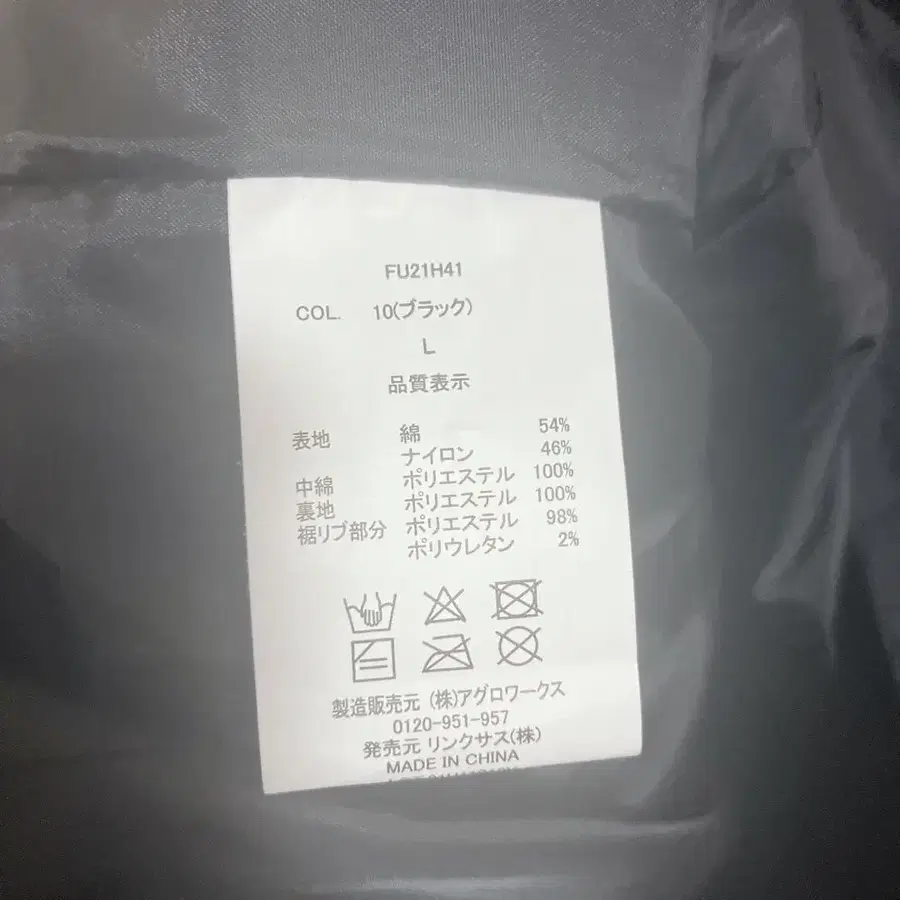 FU21H41
COL. 10(ブラック)
L
品質表示
表地 綿 54%
ナイロン 46%
中綿 ポリエステル 100%
裏地 ポリエステル 100%
裾リブ部分 ポリエステル 98%
ポリウレタン 2%
製造販売元 (株)アグロワークス
0120-951-957
発売元 リンクサス(株)
MADE IN CHINA